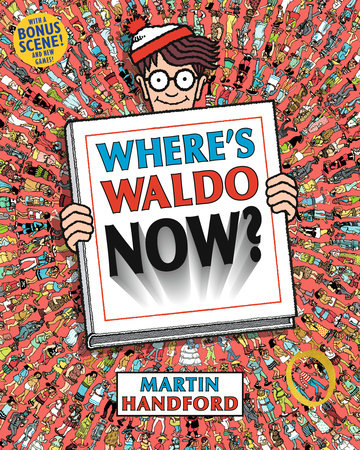 WITH A
BONUS
SCENE!
AND NEW
GAMES!
WHERE'S
WALDO
NOW?
MARTIN
HANDFORD